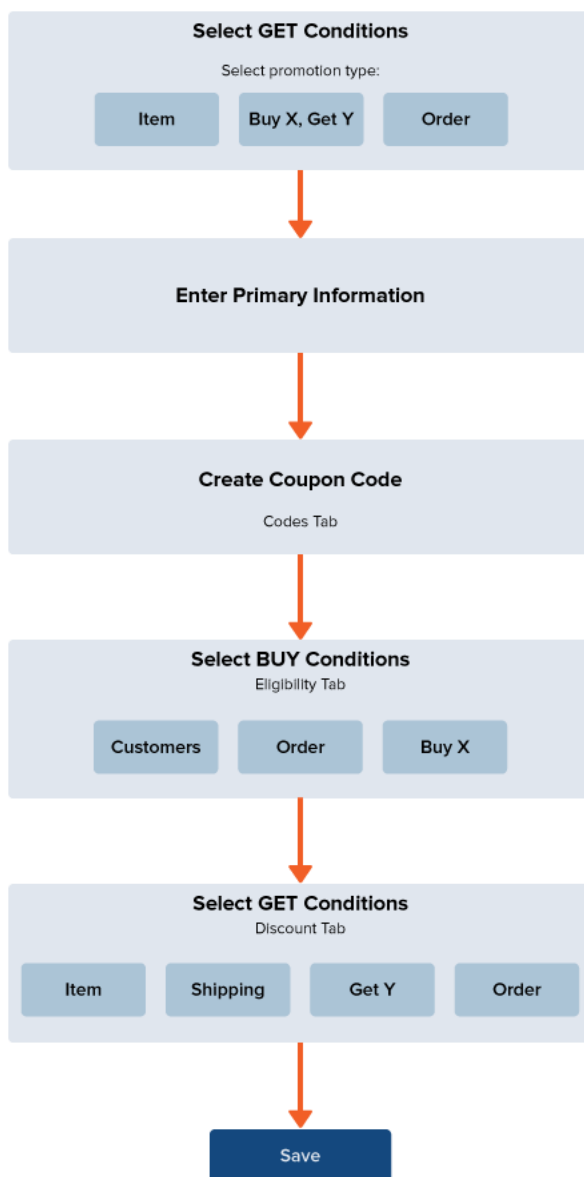 Select GET Conditions
Select promotion type:
Item
Buy X, Get Y
Order
Enter Primary Information
Create Coupon Code
Codes Tab
Select BUY Conditions
Eligibility Tab
Customers
Order
Buy X
Select GET Conditions
Discount Tab
Item
Shipping
Get Y
Order
Save